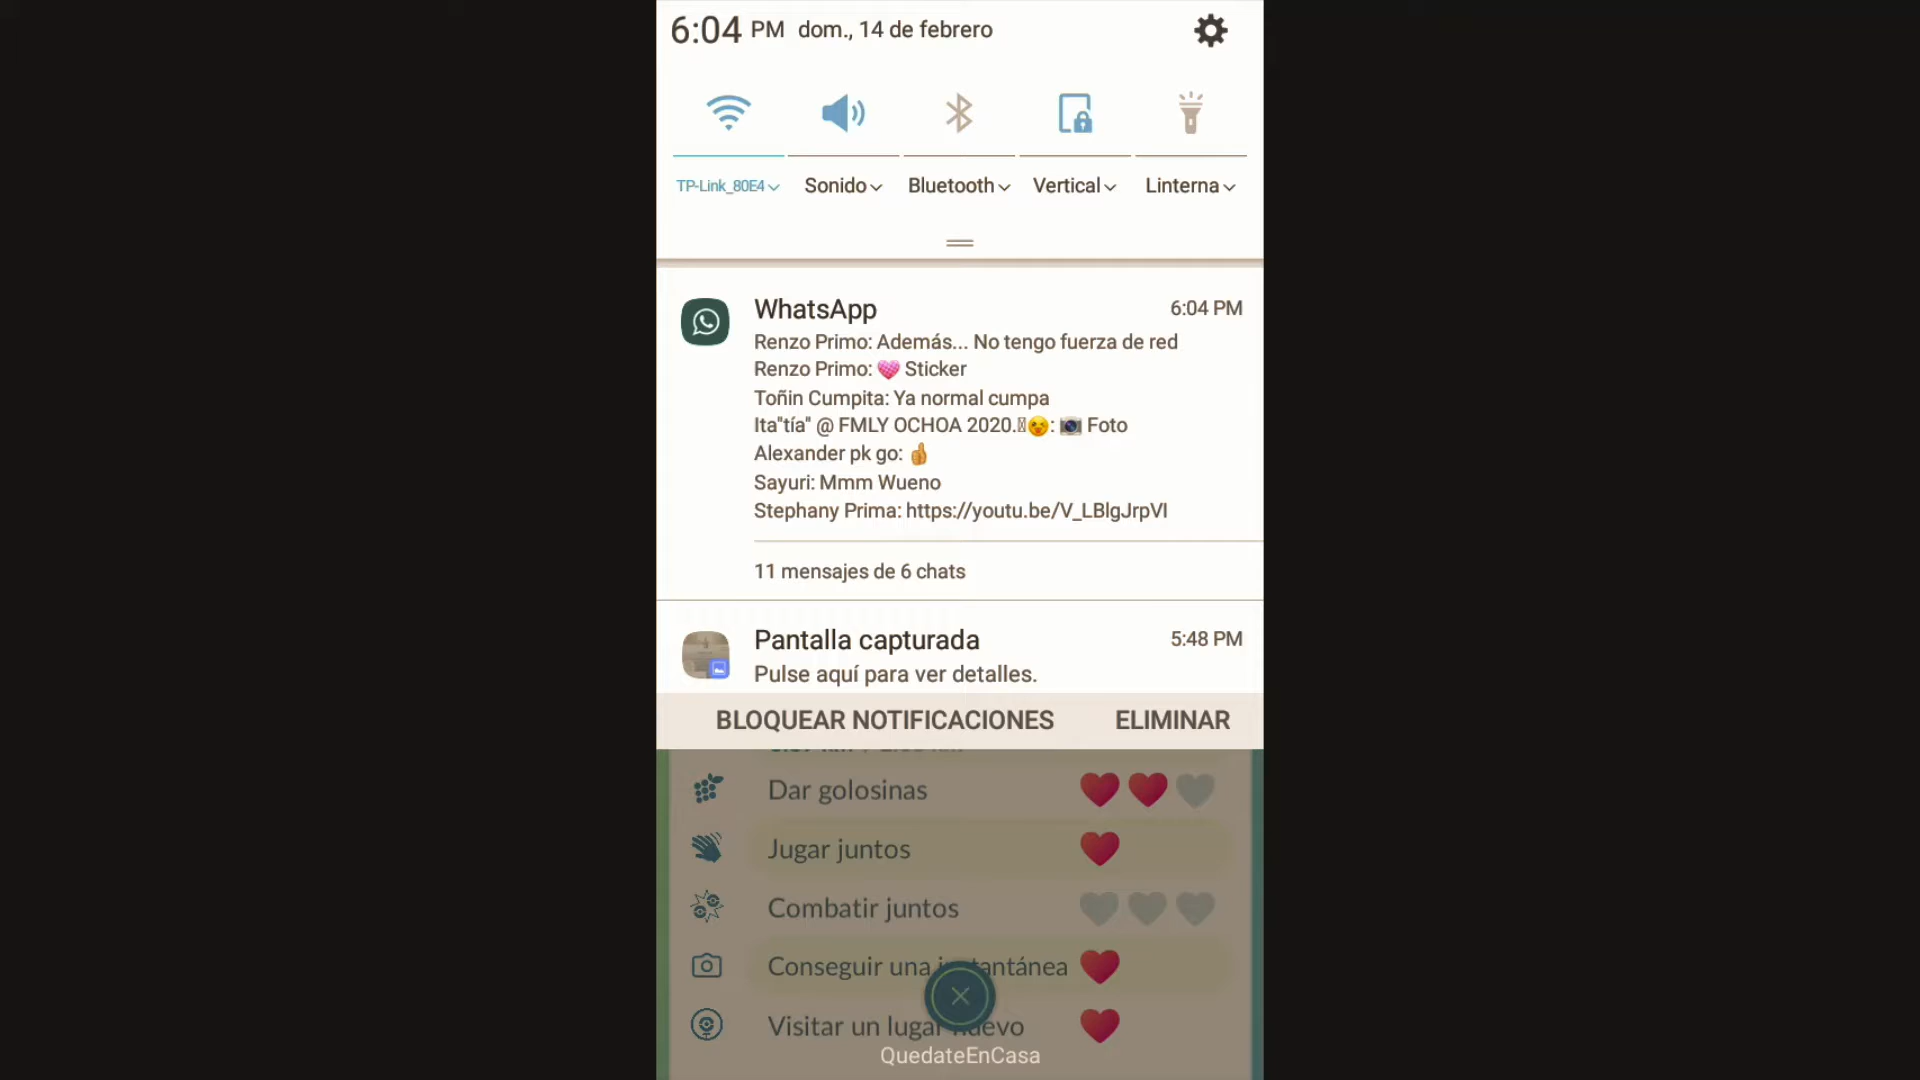 6:04 PM dom., 14 de febrero
TP-Link_80E4 Sonido Bluetooth Vertical Linterna
WhatsApp 6:04 PM
Renzo Primo: Además... No tengo fuerza de red
Renzo Primo: 💟 Sticker
Toñin Cumpita: Ya normal cumpa
Ita"tía" @ FMLY OCHOA 2020.😵: 📷 Foto
Alexander pk go: 👍
Sayuri: Mmm Wueno
Stephany Prima: https://youtu.be/V_LBlgJrpVI
11 mensajes de 6 chats
Pantalla capturada 5:48 PM
Pulse aquí para ver detalles.
BLOQUEAR NOTIFICACIONES ELIMINAR
Dar golosinas
Jugar juntos
Combatir juntos
Conseguir una instantánea
Visitar un lugar nuevo
QuedateEnCasa